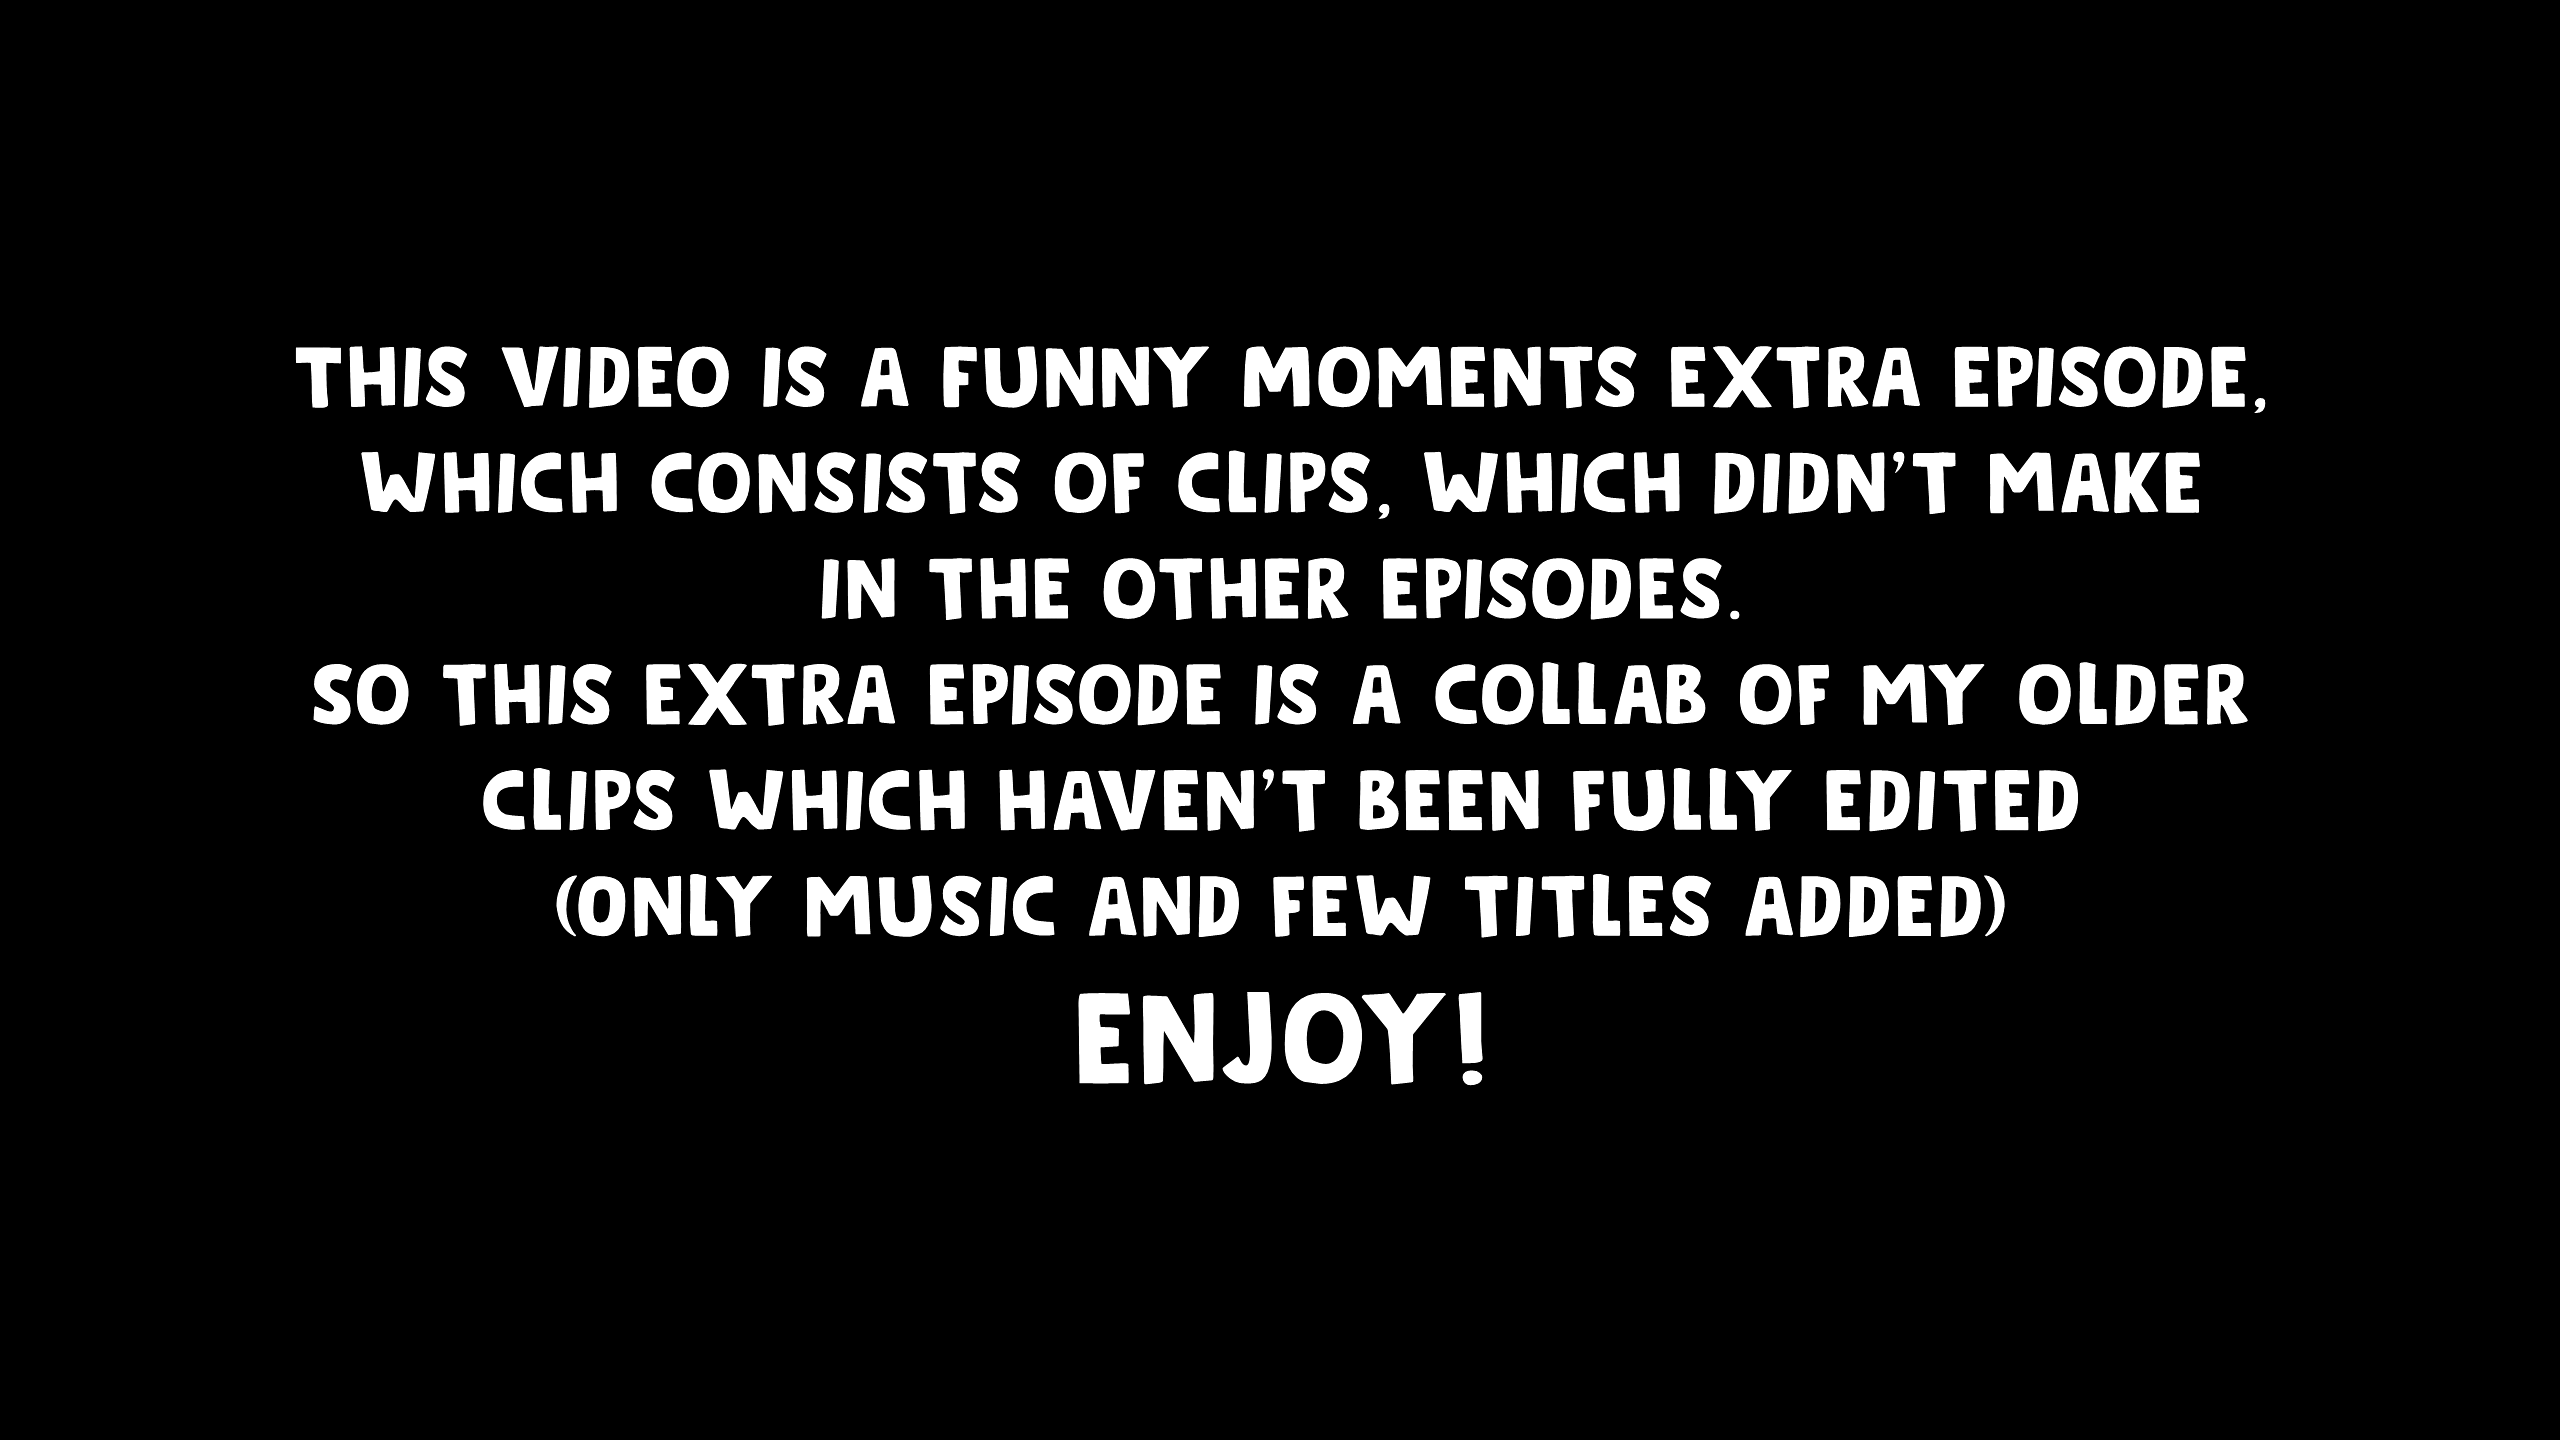 THIS VIDEO IS A FUNNY MOMENTS EXTRA EPISODE,
WHICH CONSISTS OF CLIPS, WHICH DIDN'T MAKE
IN THE OTHER EPISODES.
SO THIS EXTRA EPISODE IS A COLLAB OF MY OLDER
CLIPS WHICH HAVEN'T BEEN FULLY EDITED
(ONLY MUSIC AND FEW TITLES ADDED)
ENJOY!